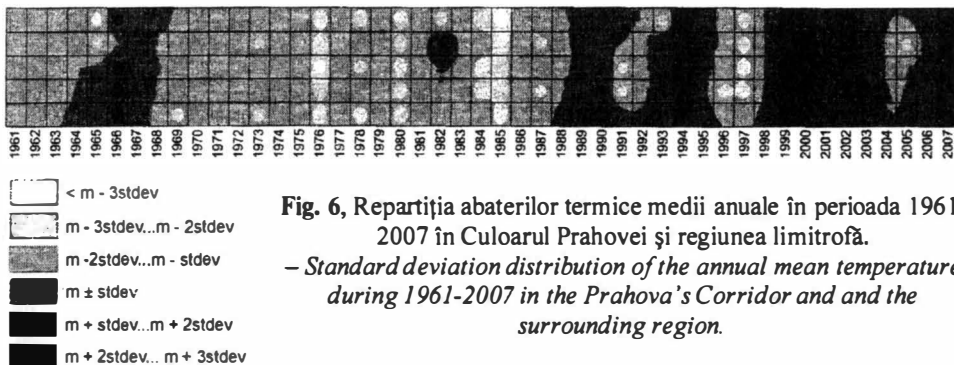 1961 1962 1963 1964 1965 1966 1967 1968 1969 1970 1971 1972 1973 1974 1975 1976 1977 1978 1979 1980 1981 1982 1983 1984 1985 1986 1987 1988 1989 1990 1991 1992 1993 1994 1995 1996 1997 1998 1999 2000 2001 2002 2003 2004 2005 2006 2007
< m - 3stdev
m - 3stdev...m - 2stdev
m -2stdev...m - stdev
m ± stdev
m + stdev...m + 2stdev
m + 2stdev... m + 3stdev
Fig. 6, Repartiția abaterilor termice medii anuale în perioada 1961
2007 în Culoarul Prahovei și regiunea limitrofă.
– Standard deviation distribution of the annual mean temperature
during 1961-2007 in the Prahova's Corridor and and the
surrounding region.